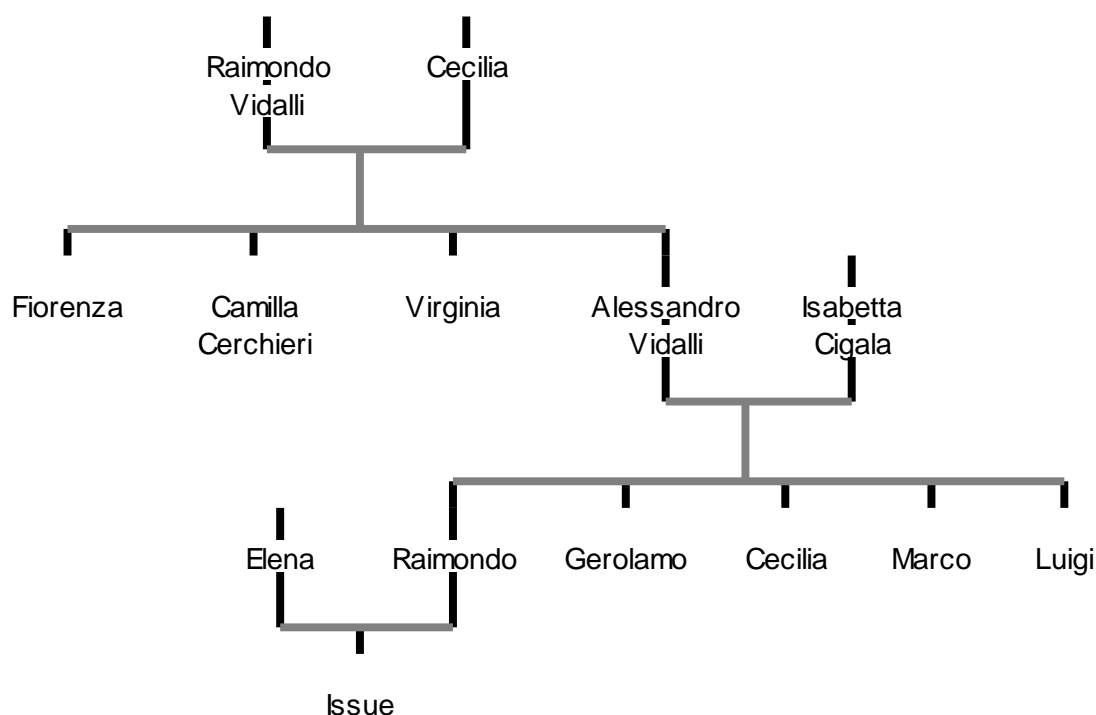 Raimondo
Vidalli
Cecilia
Fiorenza
Camilla
Cerchieri
Virginia
Alessandro
Vidalli
Isabetta
Cigala
Elena
Raimondo
Gerolamo
Cecilia
Marco
Luigi
Issue